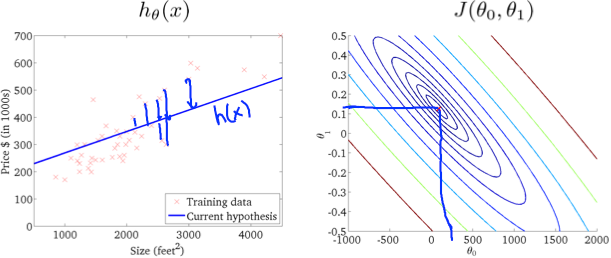 hθ(x)
J(θ0, θ1)
700
600
500
400
300
200
100
0
Price $ (in 1000s)
h(x)
Training data
Current hypothesis
1000 2000 3000 4000
Size (feet²)
0.5
0.4
0.3
0.2
0.1
0
-0.1
-0.2
-0.3
-0.4
-0.5
θ1
-1000 -500 0 500 1000 1500 2000
θ0